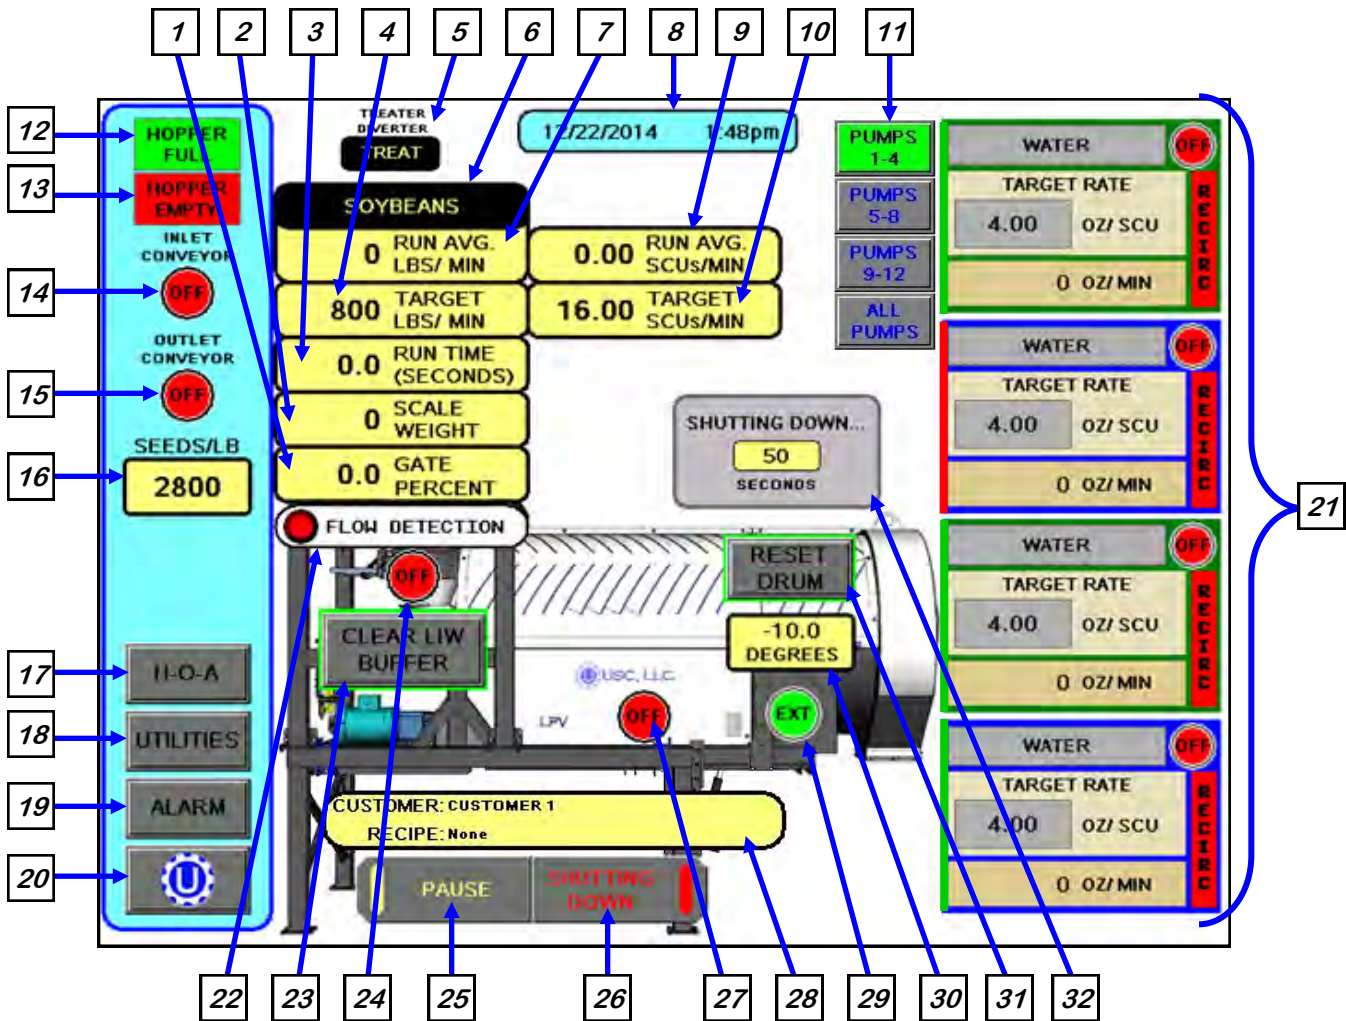 1 2 3 4 5 6 7 8 9 10 11
12 13 14 15 16 17 18 19 20
HOPPER
FULL
HOPPER
EMPTY
INLET
CONVEYOR
OFF
OUTLET
CONVEYOR
OFF
SEEDS/LB
2800
H-O-A
UTILITIES
ALARM
U
TREATER
DIVERTER
TREAT
12/22/2014 1:48pm
SOYBEANS
0 RUN AVG.
LBS/ MIN
0.00 RUN AVG.
SCUs/MIN
800 TARGET
LBS/ MIN
16.00 TARGET
SCUs/MIN
0.0 RUN TIME
(SECONDS)
0 SCALE
WEIGHT
0.0 GATE
PERCENT
FLOW DETECTION
OFF
CLEAR LIW
BUFFER
SHUTTING DOWN...
50
SECONDS
RESET
DRUM
-10.0
DEGREES
USC, LLC.
LPV
OFF
EXT
CUSTOMER: CUSTOMER 1
RECIPE: None
PAUSE
SHUTTING
DOWN
PUMPS
1-4
PUMPS
5-8
PUMPS
9-12
ALL
PUMPS
WATER OFF
TARGET RATE
4.00 OZ/ SCU
0 OZ/ MIN
RECIRC
WATER OFF
TARGET RATE
4.00 OZ/ SCU
0 OZ/ MIN
RECIRC
WATER OFF
TARGET RATE
4.00 OZ/ SCU
0 OZ/ MIN
RECIRC
WATER OFF
TARGET RATE
4.00 OZ/ SCU
0 OZ/ MIN
RECIRC
21
22 23 24 25 26 27 28 29 30 31 32